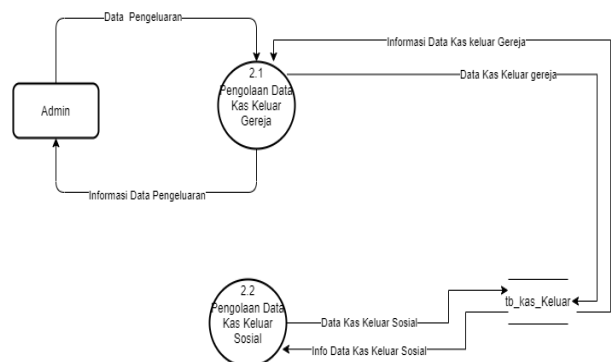 Data Pengeluaran
Informasi Data Kas keluar Gereja
2.1
Pengolaan Data
Kas Keluar
Gereja
Data Kas Keluar gereja
Admin
Informasi Data Pengeluaran
2.2
Pengolaan Data
Kas Keluar
Sosial
tb_kas_Keluar
Data Kas Keluar Sosial
Info Data Kas Keluar Sosial